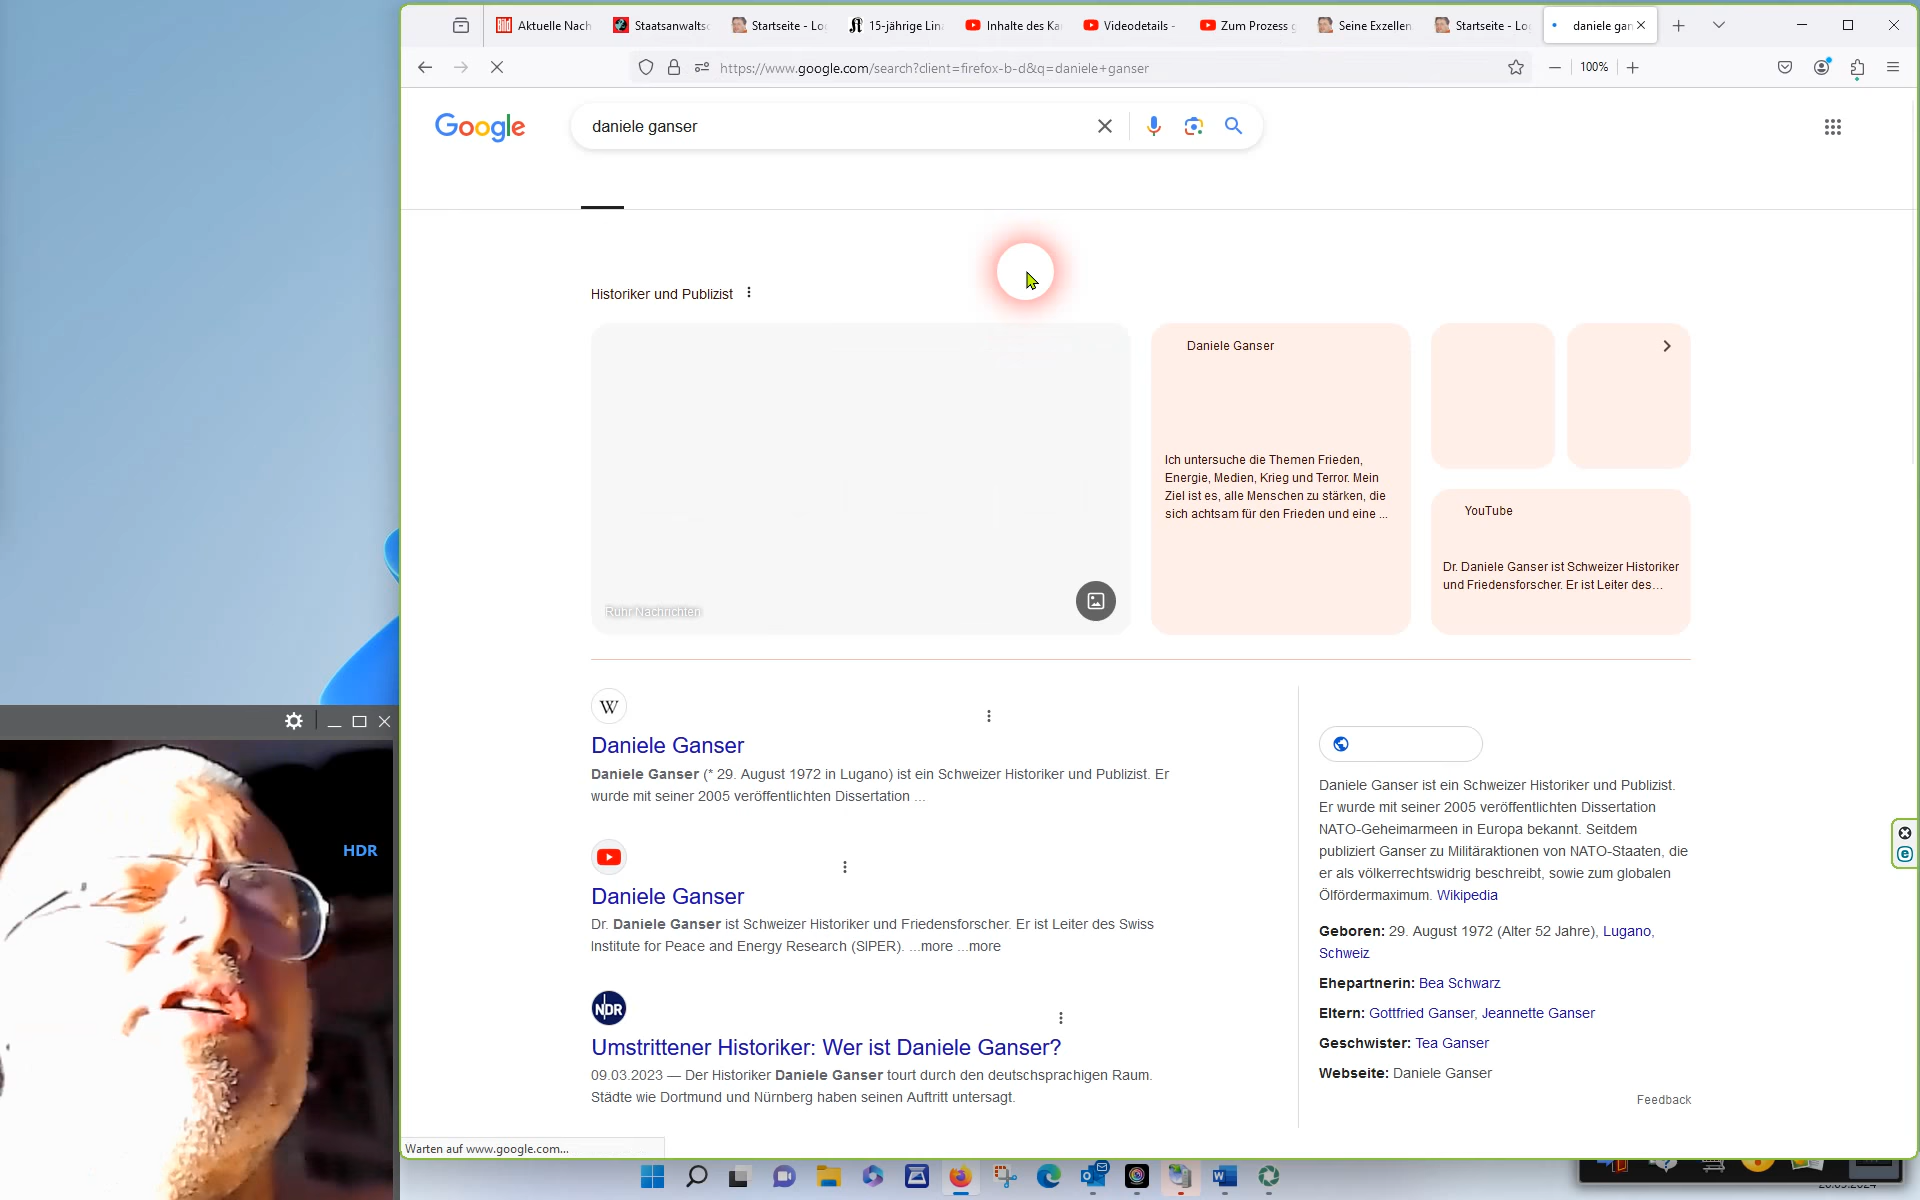 Aktuelle Nach
Staatsanwalts
Startseite - Lo
15-jährige Lin
Inhalte des Ka
Videodetails -
Zum Prozess g
Seine Exzellen
Startseite - Lo
daniele gan
https://www.google.com/search?client=firefox-b-d&q=daniele+ganser
100%
Google
daniele ganser
Historiker und Publizist
Ruhr Nachrichten
Daniele Ganser
Ich untersuche die Themen Frieden,
Energie, Medien, Krieg und Terror. Mein
Ziel ist es, alle Menschen zu stärken, die
sich achtsam für den Frieden und eine ...
YouTube
Dr. Daniele Ganser ist Schweizer Historiker
und Friedensforscher. Er ist Leiter des...
W
Daniele Ganser
Daniele Ganser (* 29. August 1972 in Lugano) ist ein Schweizer Historiker und Publizist. Er
wurde mit seiner 2005 veröffentlichten Dissertation ...
Daniele Ganser
Dr. Daniele Ganser ist Schweizer Historiker und Friedensforscher. Er ist Leiter des Swiss
Institute for Peace and Energy Research (SIPER). ...more ...more
NDR
Umstrittener Historiker: Wer ist Daniele Ganser?
09.03.2023 — Der Historiker Daniele Ganser tourt durch den deutschsprachigen Raum.
Städte wie Dortmund und Nürnberg haben seinen Auftritt untersagt.
Daniele Ganser ist ein Schweizer Historiker und Publizist.
Er wurde mit seiner 2005 veröffentlichten Dissertation
NATO-Geheimarmeen in Europa bekannt. Seitdem
publiziert Ganser zu Militäraktionen von NATO-Staaten, die
er als völkerrechtswidrig beschreibt, sowie zum globalen
Ölfördermaximum. Wikipedia
Geboren: 29. August 1972 (Alter 52 Jahre), Lugano,
Schweiz
Ehepartnerin: Bea Schwarz
Eltern: Gottfried Ganser, Jeannette Ganser
Geschwister: Tea Ganser
Webseite: Daniele Ganser
Feedback
Warten auf www.google.com...
HDR